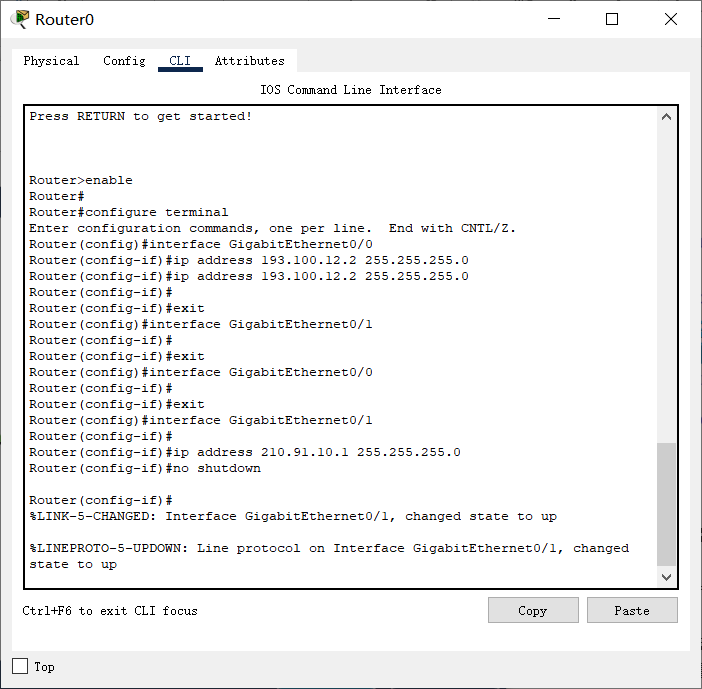 Router0
Physical Config CLI Attributes
IOS Command Line Interface
Press RETURN to get started!
Router>enable
Router#
Router#configure terminal
Enter configuration commands, one per line.  End with CNTL/Z.
Router(config)#interface GigabitEthernet0/0
Router(config-if)#ip address 193.100.12.2 255.255.255.0
Router(config-if)#ip address 193.100.12.2 255.255.255.0
Router(config-if)#
Router(config-if)#exit
Router(config)#interface GigabitEthernet0/1
Router(config-if)#
Router(config-if)#exit
Router(config)#interface GigabitEthernet0/0
Router(config-if)#
Router(config-if)#exit
Router(config)#interface GigabitEthernet0/1
Router(config-if)#
Router(config-if)#ip address 210.91.10.1 255.255.255.0
Router(config-if)#no shutdown
Router(config-if)#
%LINK-5-CHANGED: Interface GigabitEthernet0/1, changed state to up
%LINEPROTO-5-UPDOWN: Line protocol on Interface GigabitEthernet0/1, changed
state to up
Ctrl+F6 to exit CLI focus
Copy Paste
Top